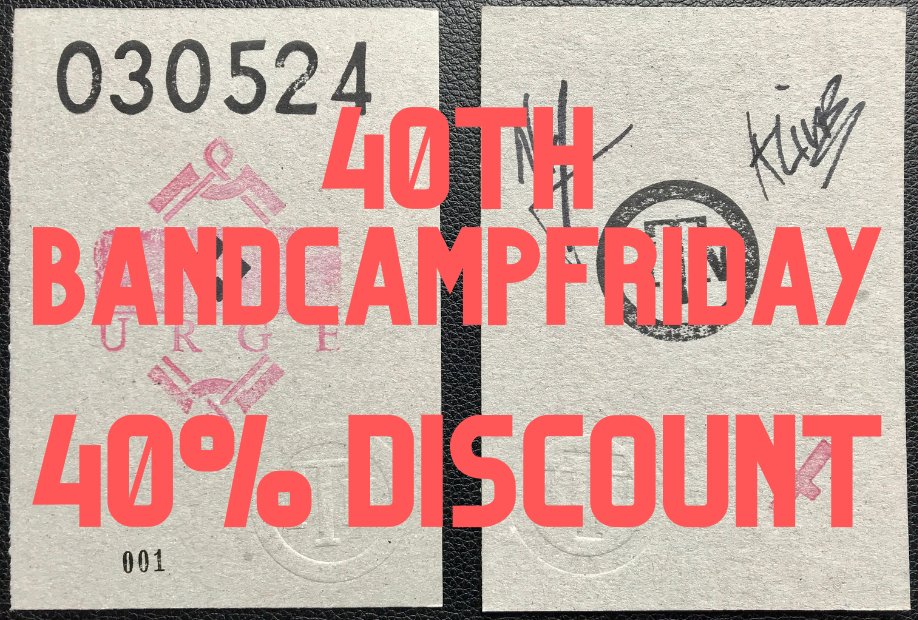 030524
40TH
BANDCAMPFRIDAY
URGE
40% DISCOUNT
T
T
001